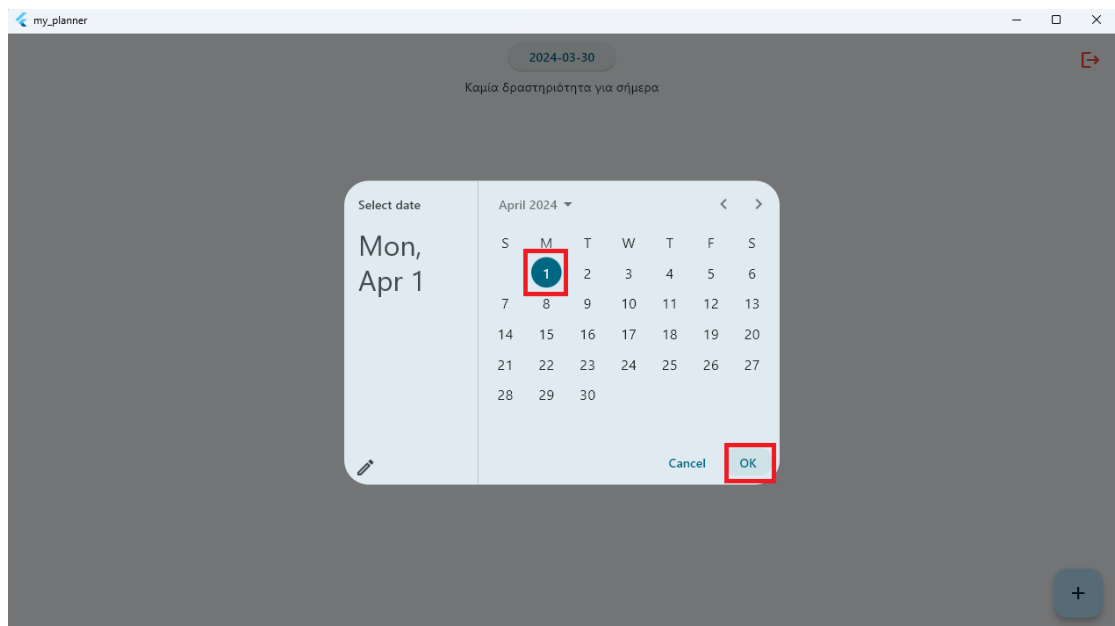 my_planner
2024-03-30
Καμία δραστηριότητα για σήμερα
Select date
Mon,
Apr 1
April 2024
S M T W T F S
1 2 3 4 5 6
7 8 9 10 11 12 13
14 15 16 17 18 19 20
21 22 23 24 25 26 27
28 29 30
Cancel OK